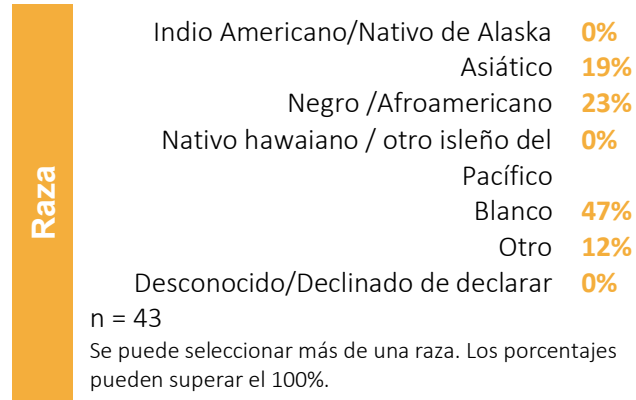 Raza
Indio Americano/Nativo de Alaska 0%
Asiático 19%
Negro /Afroamericano 23%
Nativo hawaiano / otro isleño del 0%
Pacífico
Blanco 47%
Otro 12%
Desconocido/Declinado de declarar 0%
n = 43
Se puede seleccionar más de una raza. Los porcentajes
pueden superar el 100%.